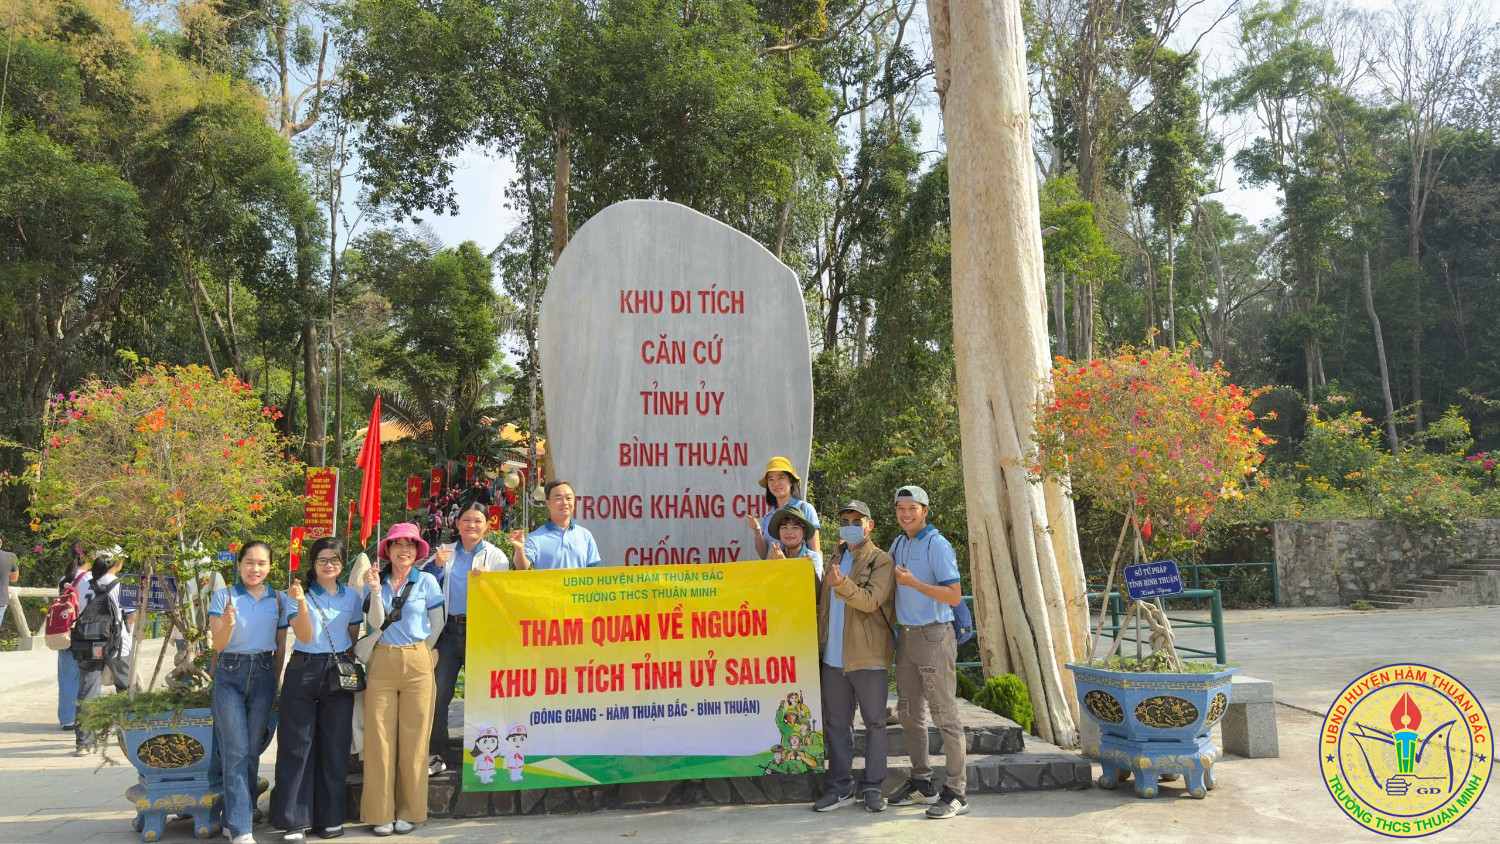 KHU DI TÍCH
CĂN CỨ
TỈNH ỦY
BÌNH THUẬN
TRONG KHÁNG CHI
CHỐNG MỸ
UBND HUYỆN HÀM THUẬN BẮC
TRƯỜNG THCS THUẬN MINH
THAM QUAN VỀ NGUỒN
KHU DI TÍCH TỈNH UỶ SALON
(ĐÔNG GIANG - HÀM THUẬN BẮC - BÌNH THUẬN)
SỞ TƯ PHÁP
TỈNH BÌNH THUẬN
Kính tặng
UBND HUYỆN HÀM THUẬN BẮC
GD
TRƯỜNG THCS THUẬN MINH